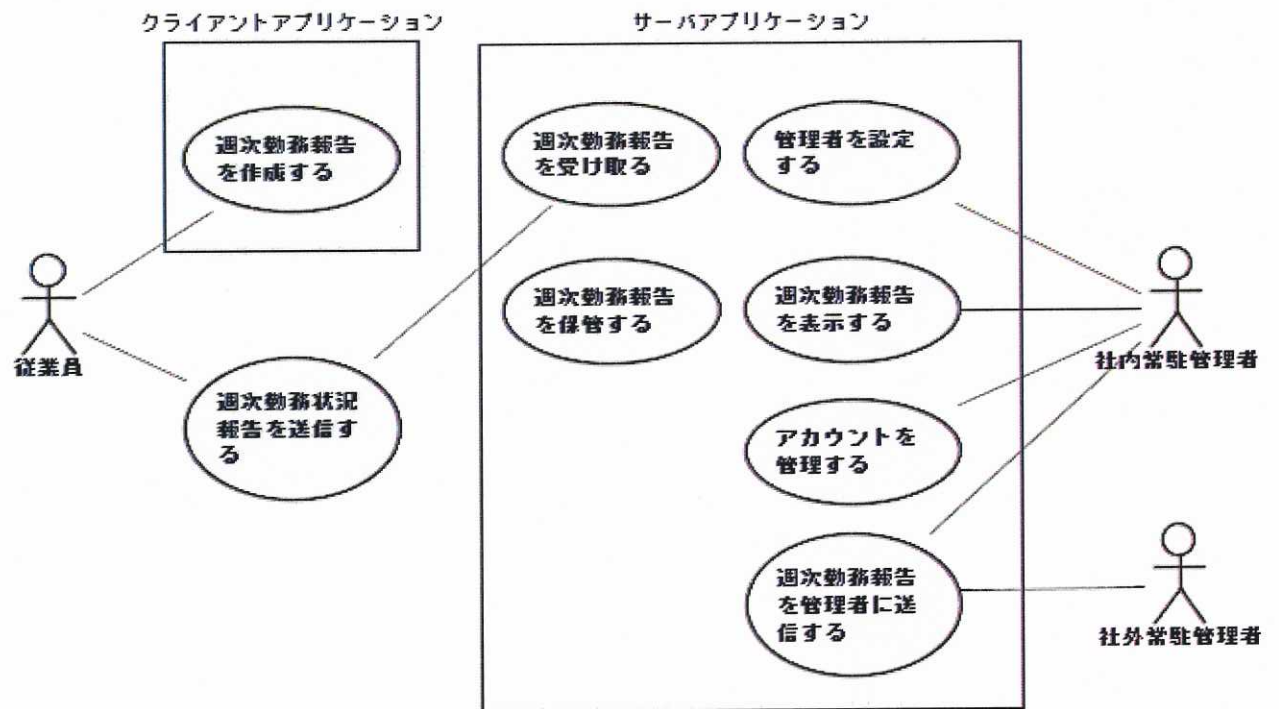 クライアントアプリケーション
サーバアプリケーション
週次勤務報告
を作成する
週次勤務報告
を受け取る
管理者を設定
する
従業員
週次勤務状況
報告を送信す
る
週次勤務報告
を保管する
週次勤務報告
を表示する
社内常駐管理者
アカウントを
管理する
週次勤務報告
を管理者に送
信する
社外常駐管理者